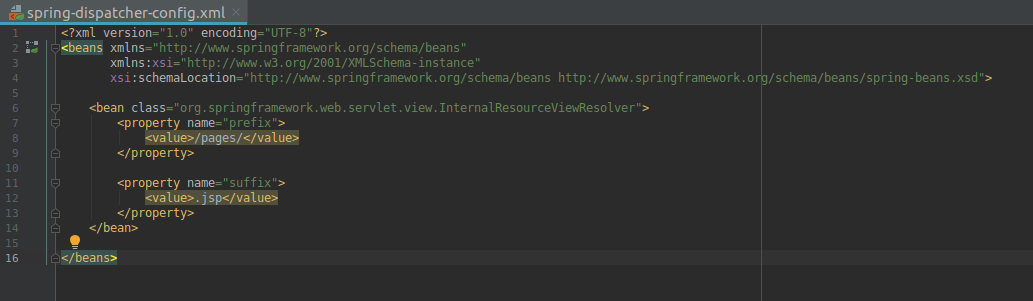 spring-dispatcher-config.xml
1 <?xml version="1.0" encoding="UTF-8"?>
2 <beans xmlns="http://www.springframework.org/schema/beans"
3 xmlns:xsi="http://www.w3.org/2001/XMLSchema-instance"
4 xsi:schemaLocation="http://www.springframework.org/schema/beans http://www.springframework.org/schema/beans/spring-beans.xsd">
5
6 <bean class="org.springframework.web.servlet.view.InternalResourceViewResolver">
7 <property name="prefix">
8 <value>/pages/</value>
9 </property>
10
11 <property name="suffix">
12 <value>.jsp</value>
13 </property>
14 </bean>
15
16 </beans>